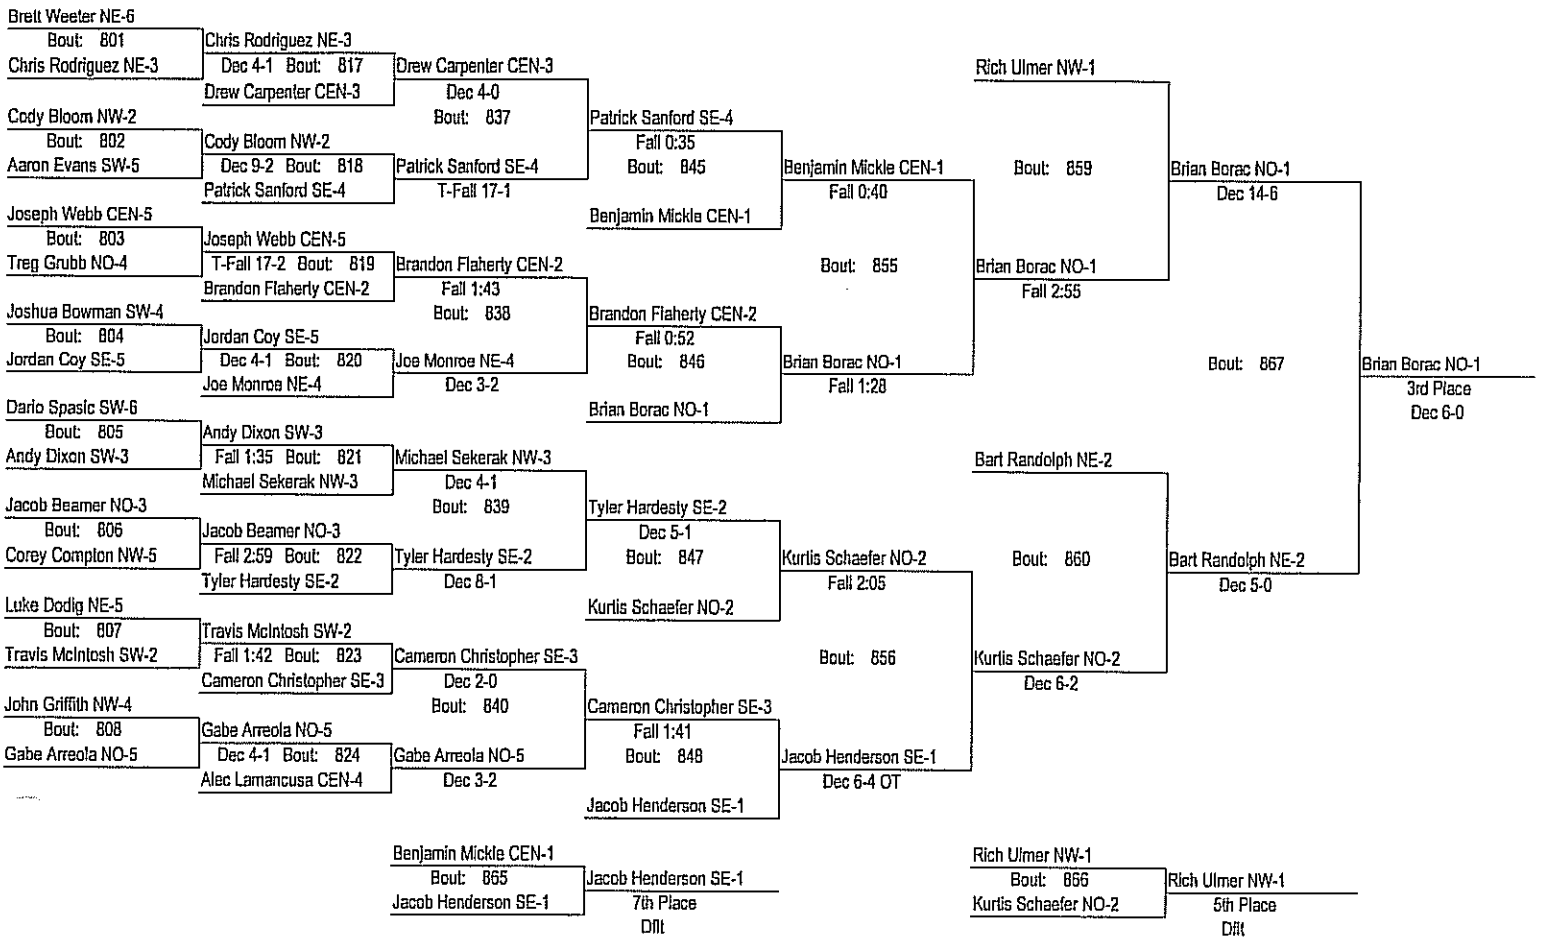 Brett Weeter NE-6
Bout: 801
Chris Rodriguez NE-3
Cody Bloom NW-2
Bout: 802
Aaron Evans SW-5
Joseph Webb CEN-5
Bout: 803
Treg Grubb NO-4
Joshua Bowman SW-4
Bout: 804
Jordan Coy SE-5
Dario Spasic SW-6
Bout: 805
Andy Dixon SW-3
Jacob Beamer NO-3
Bout: 806
Corey Compton NW-5
Luke Dodig NE-5
Bout: 807
Travis McIntosh SW-2
John Griffith NW-4
Bout: 808
Gabe Arreola NO-5
Chris Rodriguez NE-3
Dec 4-1 Bout: 817
Drew Carpenter CEN-3
Cody Bloom NW-2
Dec 9-2 Bout: 818
Patrick Sanford SE-4
Joseph Webb CEN-5
T-Fall 17-2 Bout: 819
Brandon Flaherty CEN-2
Jordan Coy SE-5
Dec 4-1 Bout: 820
Joe Monroe NE-4
Andy Dixon SW-3
Fall 1:35 Bout: 821
Michael Sekerak NW-3
Jacob Beamer NO-3
Fall 2:59 Bout: 822
Tyler Hardesty SE-2
Travis McIntosh SW-2
Fall 1:42 Bout: 823
Cameron Christopher SE-3
Gabe Arreola NO-5
Dec 4-1 Bout: 824
Alec Lamancusa CEN-4
Drew Carpenter CEN-3
Dec 4-0
Bout: 837
Patrick Sanford SE-4
T-Fall 17-1
Brandon Flaherty CEN-2
Fall 1:43
Bout: 838
Joe Monroe NE-4
Dec 3-2
Michael Sekerak NW-3
Dec 4-1
Bout: 839
Tyler Hardesty SE-2
Dec 8-1
Cameron Christopher SE-3
Dec 2-0
Bout: 840
Gabe Arreola NO-5
Dec 3-2
Patrick Sanford SE-4
Fall 0:35
Bout: 845
Benjamin Mickle CEN-1
Brandon Flaherty CEN-2
Fall 0:52
Bout: 846
Brian Borac NO-1
Tyler Hardesty SE-2
Dec 5-1
Bout: 847
Kurtis Schaefer NO-2
Cameron Christopher SE-3
Fall 1:41
Bout: 848
Jacob Henderson SE-1
Benjamin Mickle CEN-1
Fall 0:40
Bout: 855
Brian Borac NO-1
Fall 1:28
Kurtis Schaefer NO-2
Fall 2:05
Bout: 856
Jacob Henderson SE-1
Dec 6-4 OT
Rich Ulmer NW-1
Bout: 859
Brian Borac NO-1
Fall 2:55
Bart Randolph NE-2
Bout: 860
Kurtis Schaefer NO-2
Dec 6-2
Brian Borac NO-1
Dec 14-6
Bout: 867
Bart Randolph NE-2
Dec 5-0
Brian Borac NO-1
3rd Place
Dec 6-0
Benjamin Mickle CEN-1
Bout: 865
Jacob Henderson SE-1
Jacob Henderson SE-1
7th Place
Dflt
Rich Ulmer NW-1
Bout: 866
Kurtis Schaefer NO-2
Rich Ulmer NW-1
5th Place
Dflt